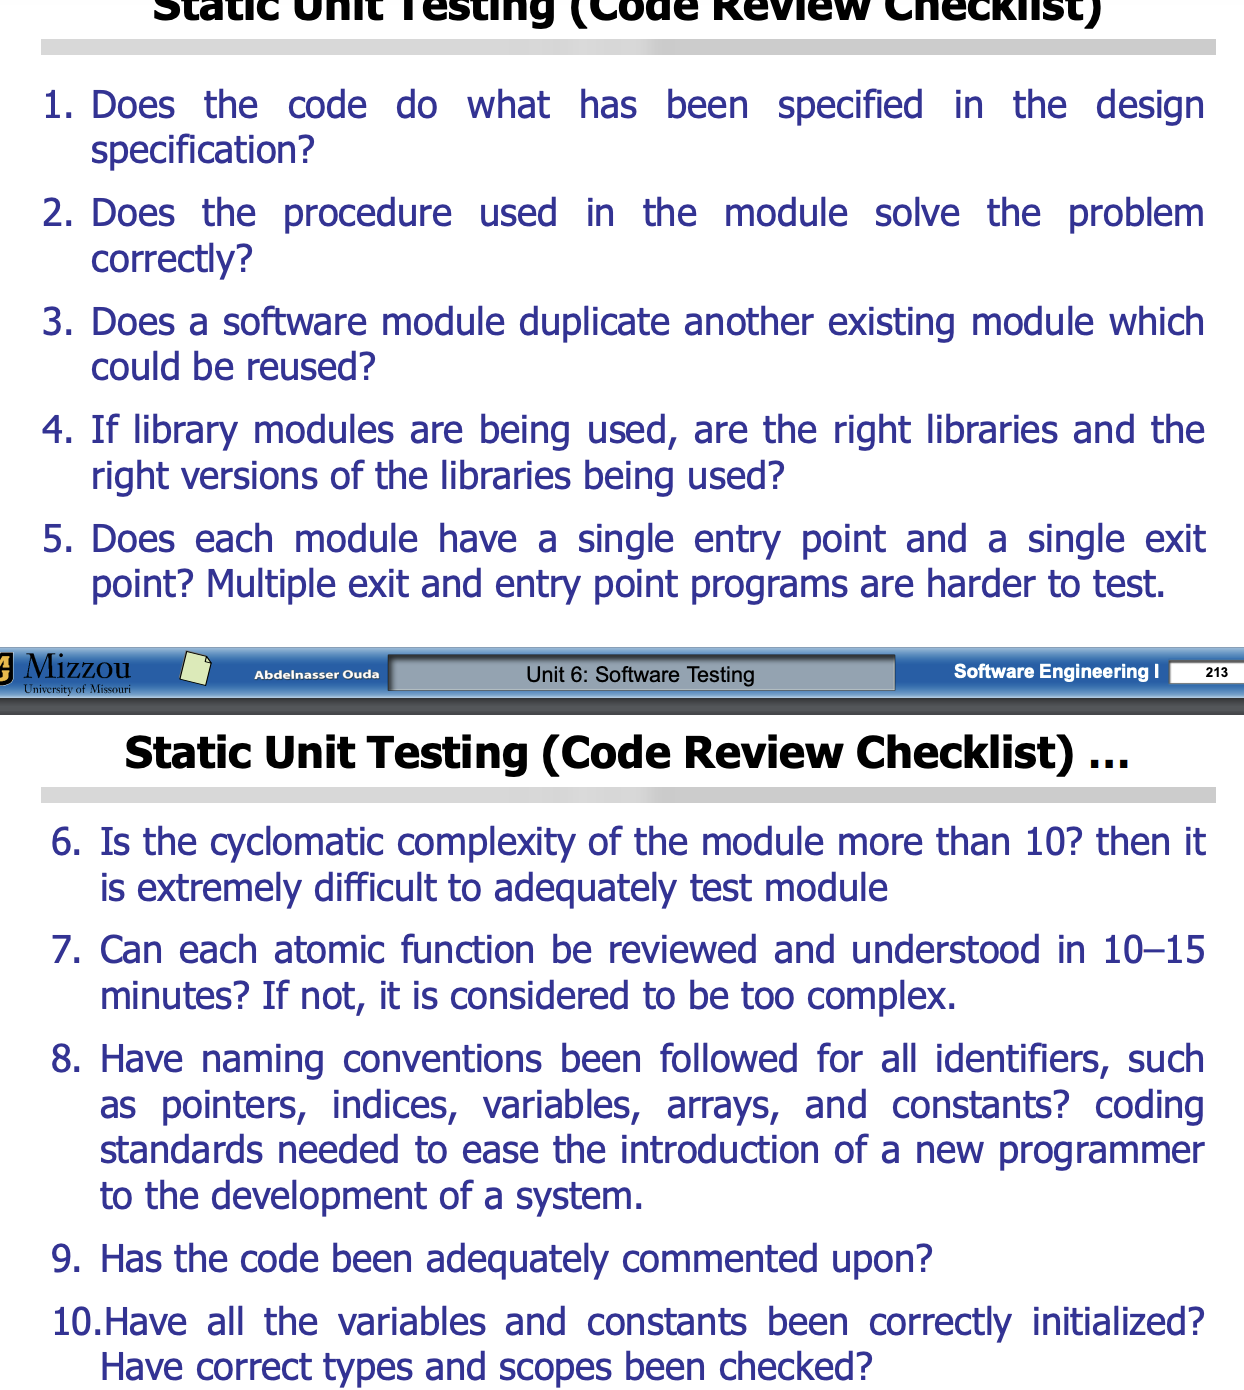 Static Unit Testing (Code Review Checklist)
1. Does the code do what has been specified in the design
specification?
2. Does the procedure used in the module solve the problem
correctly?
3. Does a software module duplicate another existing module which
could be reused?
4. If library modules are being used, are the right libraries and the
right versions of the libraries being used?
5. Does each module have a single entry point and a single exit
point? Multiple exit and entry point programs are harder to test.
Mizzou
University of Missouri
Abdelnasser Ouda
Unit 6: Software Testing
Software Engineering I
213
Static Unit Testing (Code Review Checklist) ...
6. Is the cyclomatic complexity of the module more than 10? then it
is extremely difficult to adequately test module
7. Can each atomic function be reviewed and understood in 10–15
minutes? If not, it is considered to be too complex.
8. Have naming conventions been followed for all identifiers, such
as pointers, indices, variables, arrays, and constants? coding
standards needed to ease the introduction of a new programmer
to the development of a system.
9. Has the code been adequately commented upon?
10.Have all the variables and constants been correctly initialized?
Have correct types and scopes been checked?